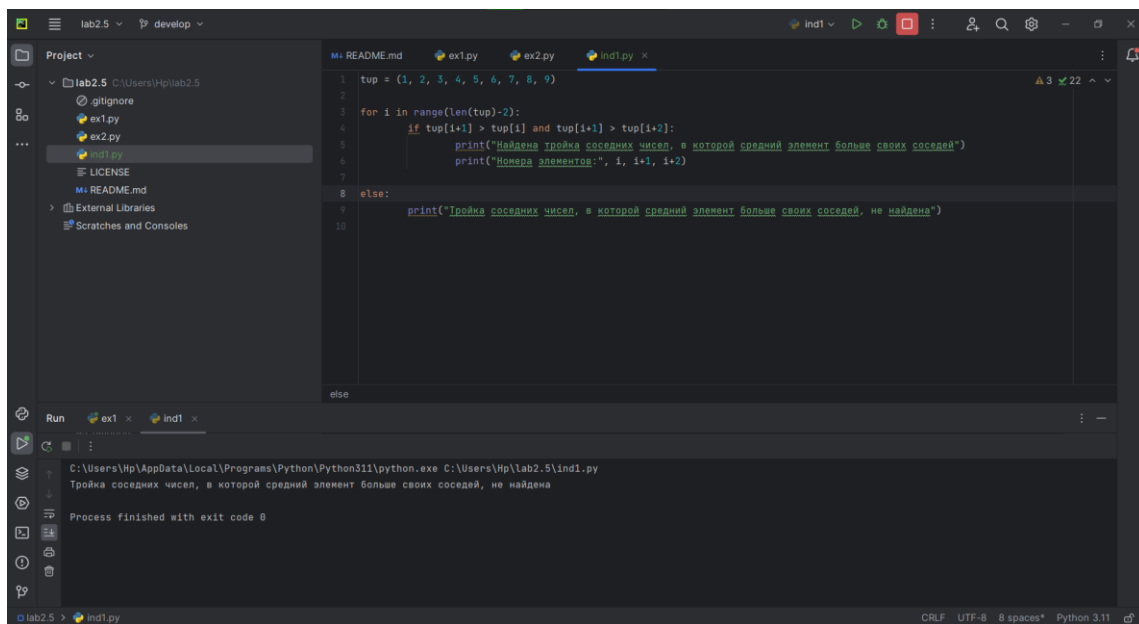 lab2.5 develop ind1
Project
README.md ex1.py ex2.py ind1.py
lab2.5 C:\Users\Hp\lab2.5
.gitignore
ex1.py
ex2.py
ind1.py
LICENSE
README.md
External Libraries
Scratches and Consoles
3 22
1 tup = (1, 2, 3, 4, 5, 6, 7, 8, 9)
2
3 for i in range(len(tup)-2):
4 if tup[i+1] > tup[i] and tup[i+1] > tup[i+2]:
5 print("Найдена тройка соседних чисел, в которой средний элемент больше своих соседей")
6 print("Номера элементов:", i, i+1, i+2)
7
8 else:
9 print("Тройка соседних чисел, в которой средний элемент больше своих соседей, не найдена")
10
else
Run ex1 ind1
C:\Users\Hp\AppData\Local\Programs\Python\Python311\python.exe C:\Users\Hp\lab2.5\ind1.py
Тройка соседних чисел, в которой средний элемент больше своих соседей, не найдена
Process finished with exit code 0
lab2.5 > ind1.py CRLF UTF-8 8 spaces* Python 3.11